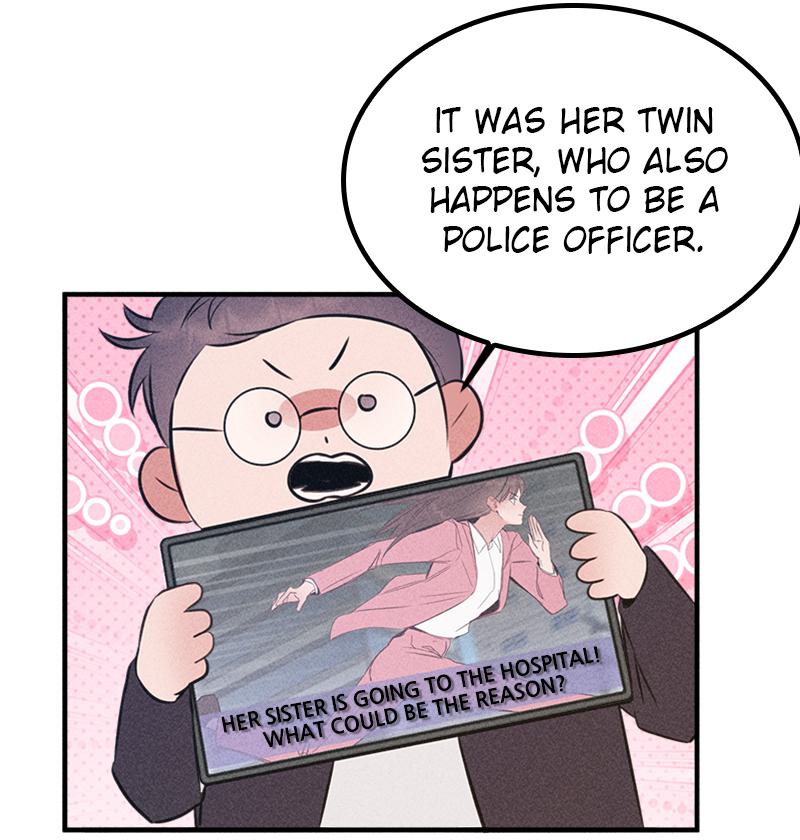 IT WAS HER TWIN
SISTER, WHO ALSO
HAPPENS TO BE A
POLICE OFFICER.
HER SISTER IS GOING TO THE HOSPITAL!
WHAT COULD BE THE REASON?